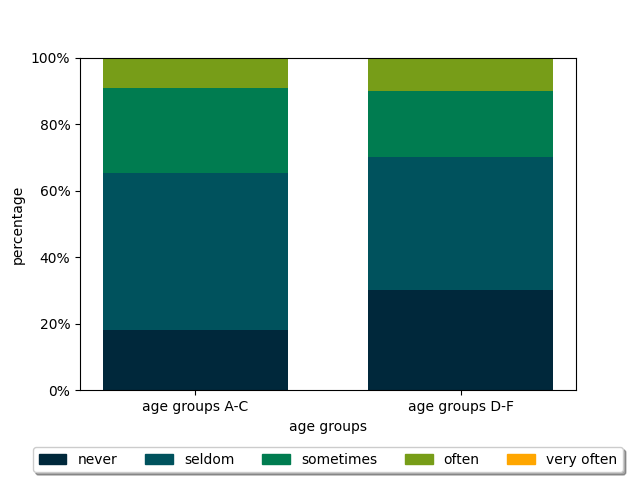 100%
80%
60%
40%
20%
0%
percentage
age groups A-C
age groups D-F
age groups
never seldom sometimes often very often